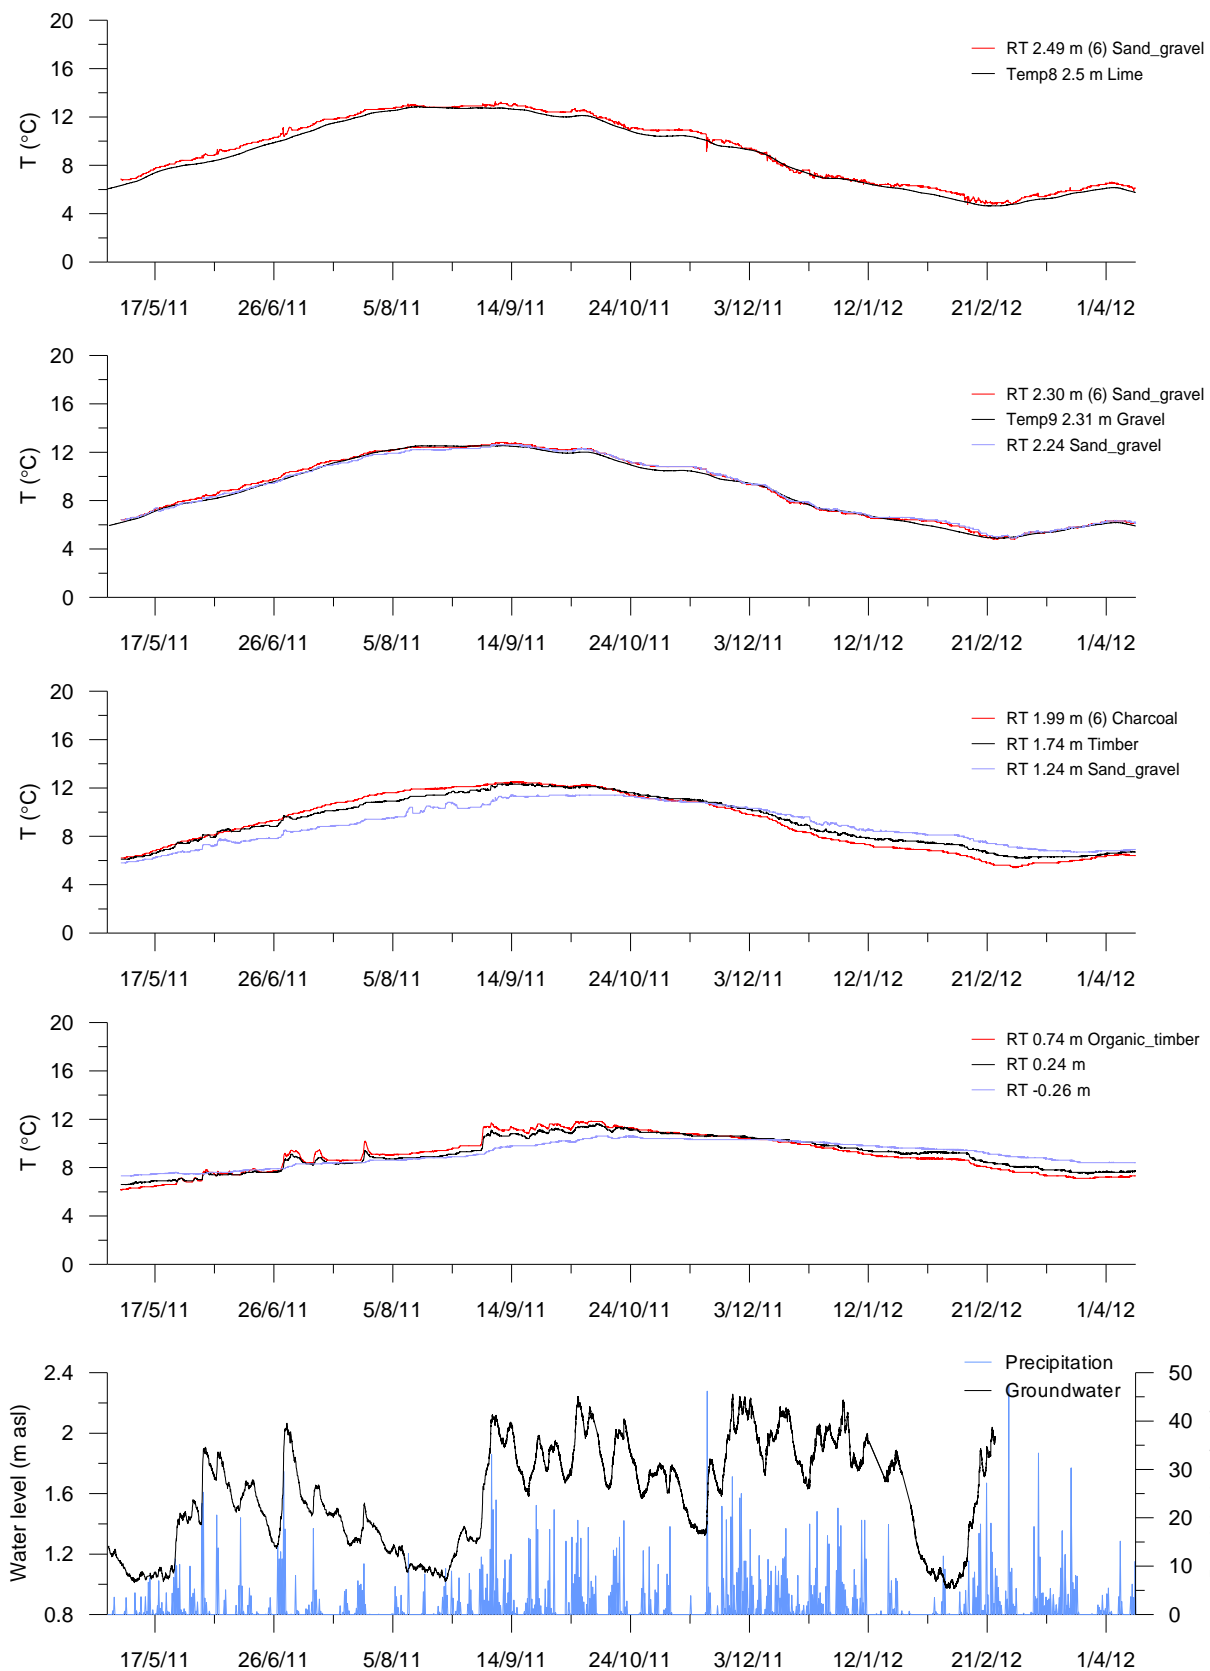 20
RT 2.49 m (6) Sand_gravel
16
Temp8 2.5 m Lime
12
T (°C)
8
4
0
17/5/11 26/6/11 5/8/11 14/9/11 24/10/11 3/12/11 12/1/12 21/2/12 1/4/12
20
RT 2.30 m (6) Sand_gravel
16
Temp9 2.31 m Gravel
RT 2.24 Sand_gravel
12
T (°C)
8
4
0
17/5/11 26/6/11 5/8/11 14/9/11 24/10/11 3/12/11 12/1/12 21/2/12 1/4/12
20
RT 1.99 m (6) Charcoal
16
RT 1.74 m Timber
RT 1.24 m Sand_gravel
12
T (°C)
8
4
0
17/5/11 26/6/11 5/8/11 14/9/11 24/10/11 3/12/11 12/1/12 21/2/12 1/4/12
20
RT 0.74 m Organic_timber
16
RT 0.24 m
RT -0.26 m
12
T (°C)
8
4
0
17/5/11 26/6/11 5/8/11 14/9/11 24/10/11 3/12/11 12/1/12 21/2/12 1/4/12
Precipitation
2.4 50
Groundwater
2 40
1.6 30
Water level (m asl)
20
1.2
10
0.8 0
17/5/11 26/6/11 5/8/11 14/9/11 24/10/11 3/12/11 12/1/12 21/2/12 1/4/12